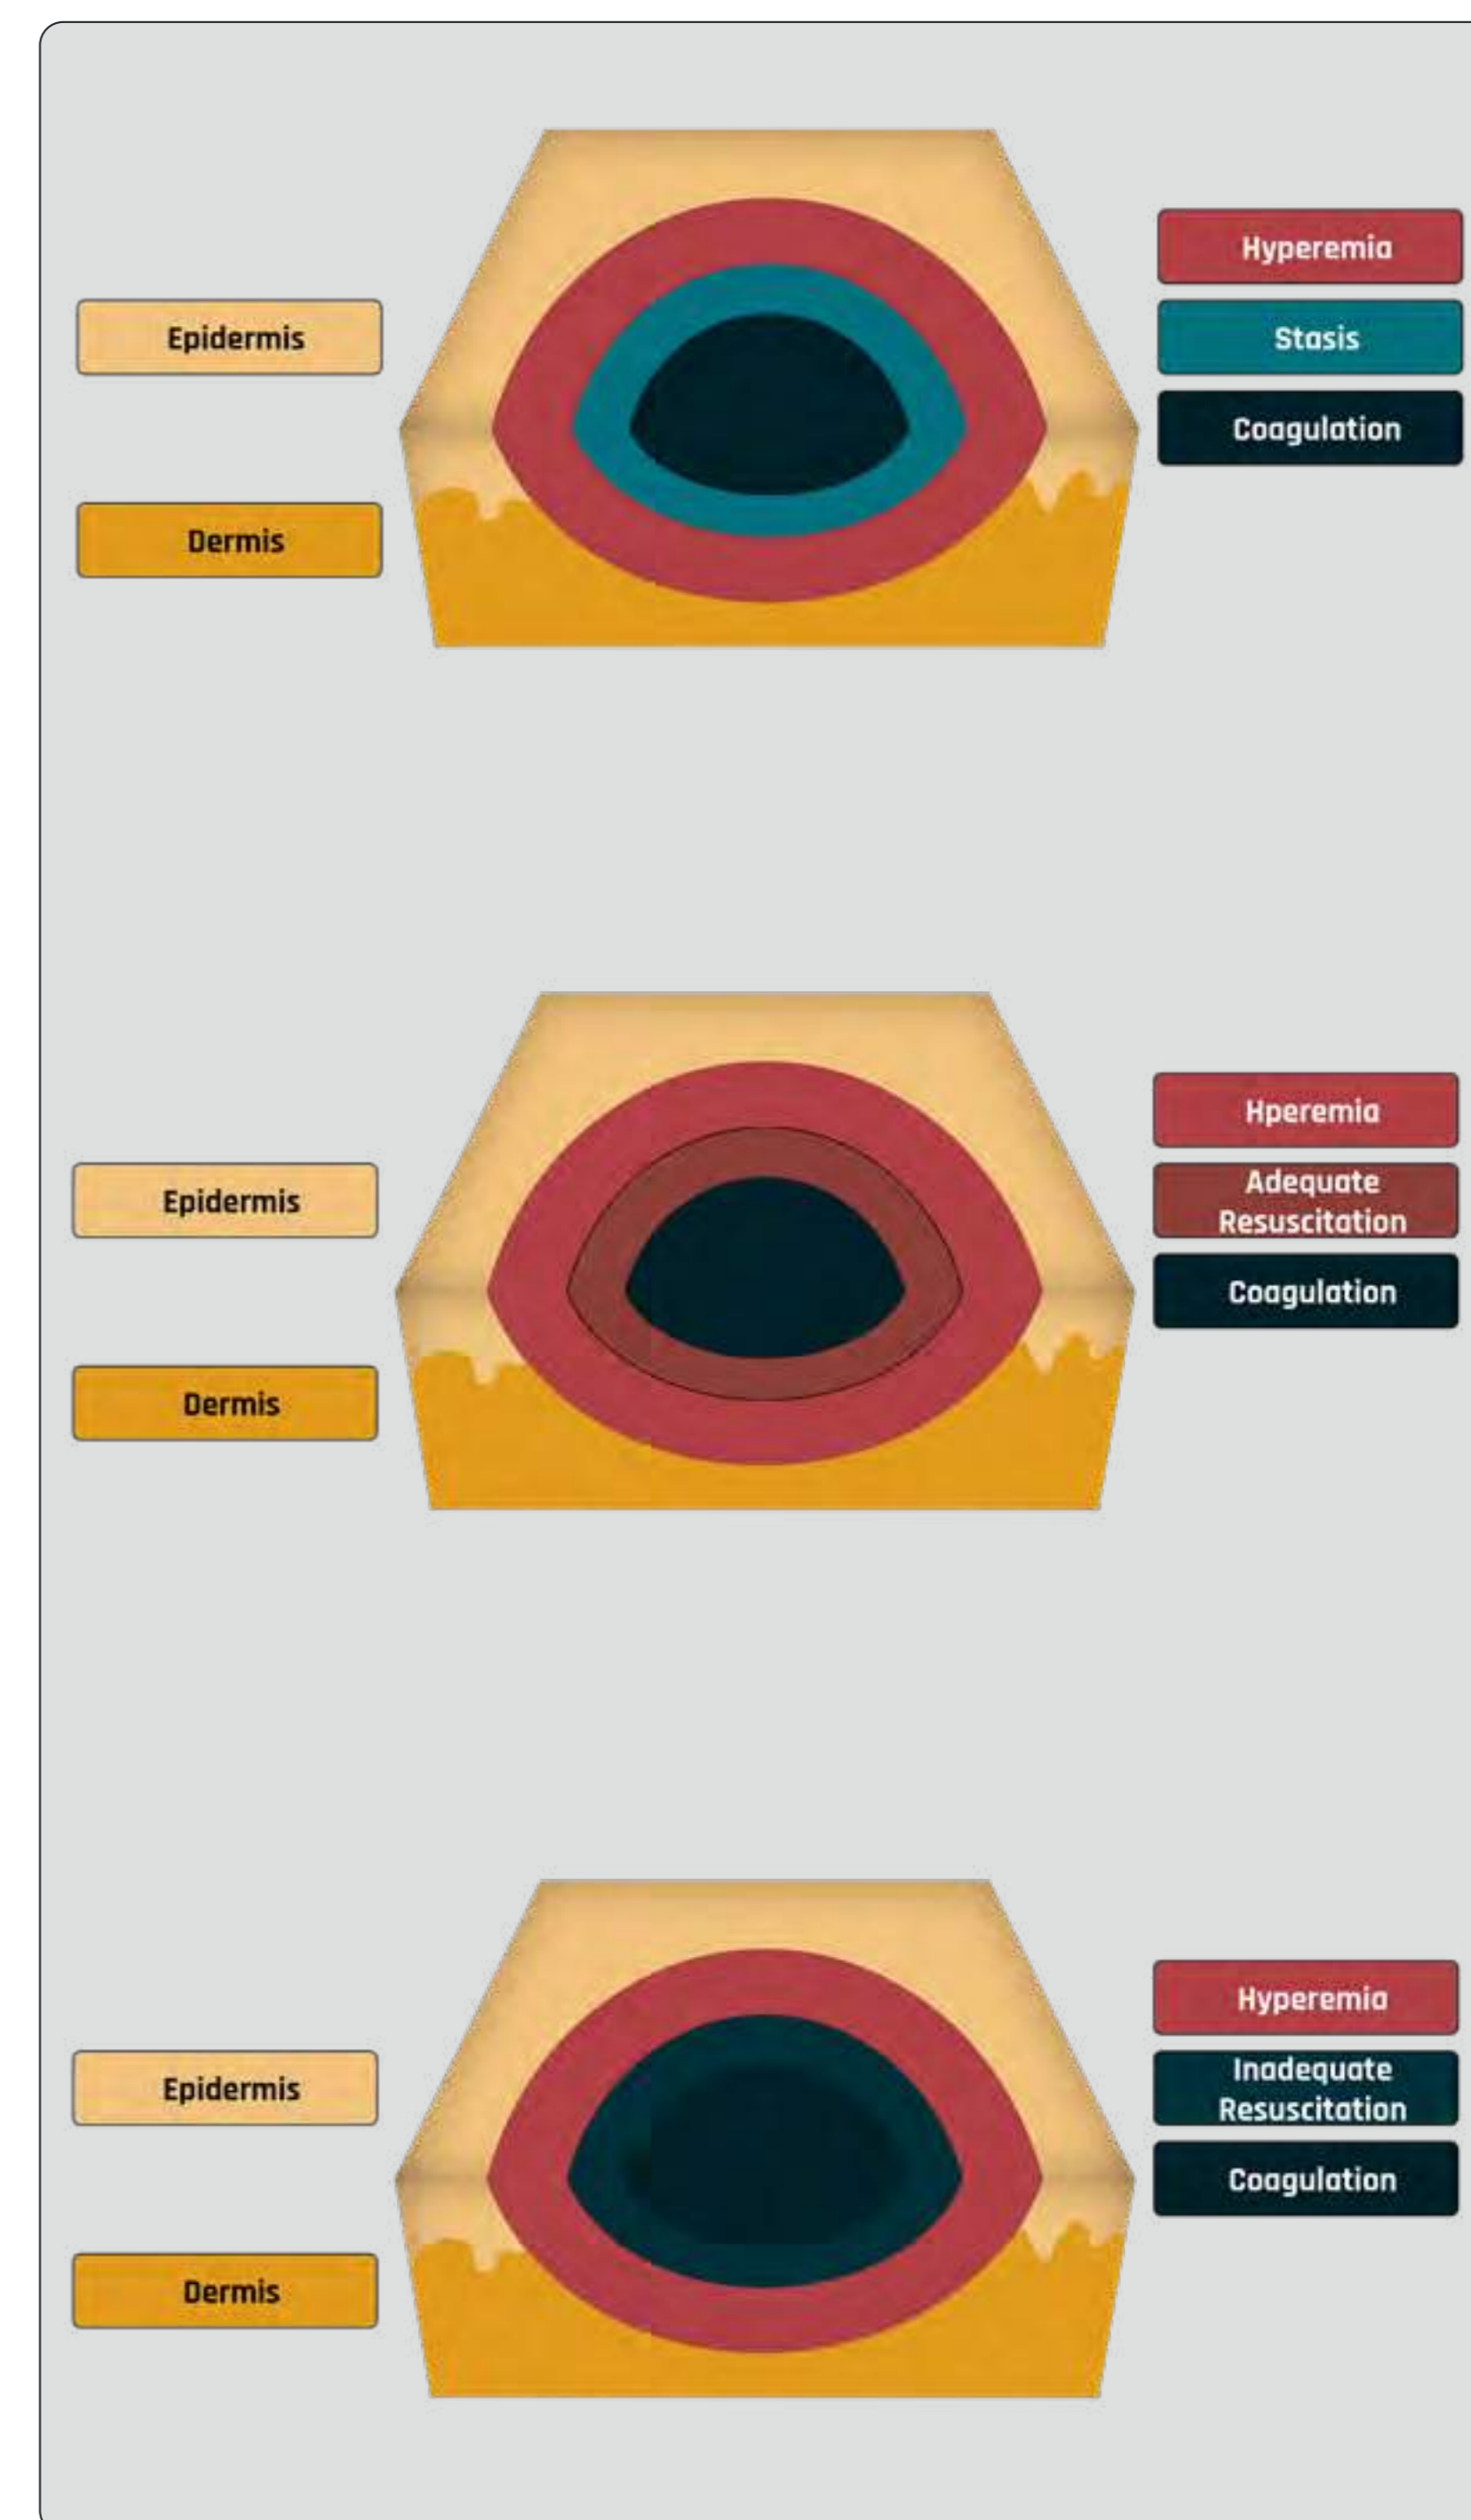 Hyperemia
Epidermis
Stasis
Coagulation
Dermis
Hperemia
Epidermis
Adequate
Resuscitation
Coagulation
Dermis
Hyperemia
Epidermis
Inadequate
Resuscitation
Coagulation
Dermis